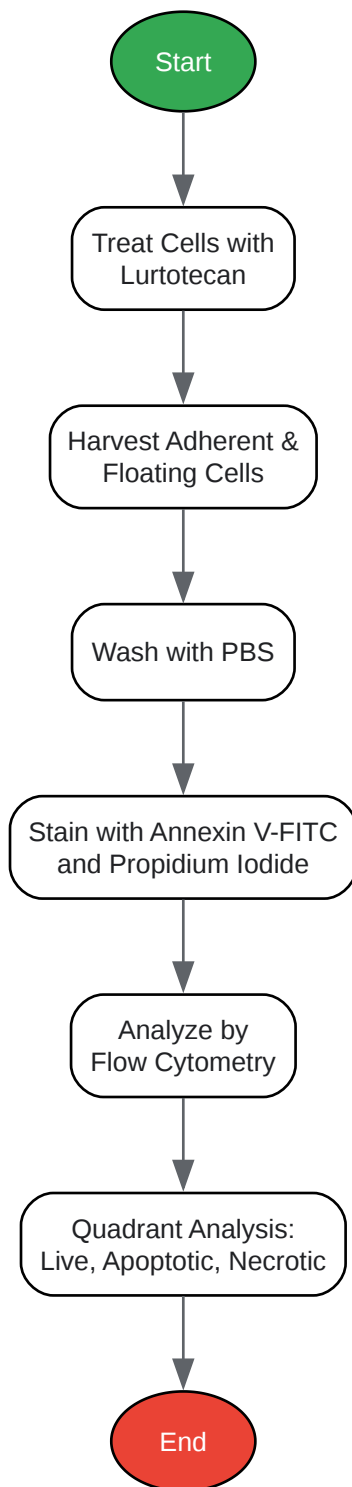 Start
Treat Cells with
Lurtotecan
Harvest Adherent &
Floating Cells
Wash with PBS
Stain with Annexin V-FITC
and Propidium Iodide
Analyze by
Flow Cytometry
Quadrant Analysis:
Live, Apoptotic, Necrotic
End